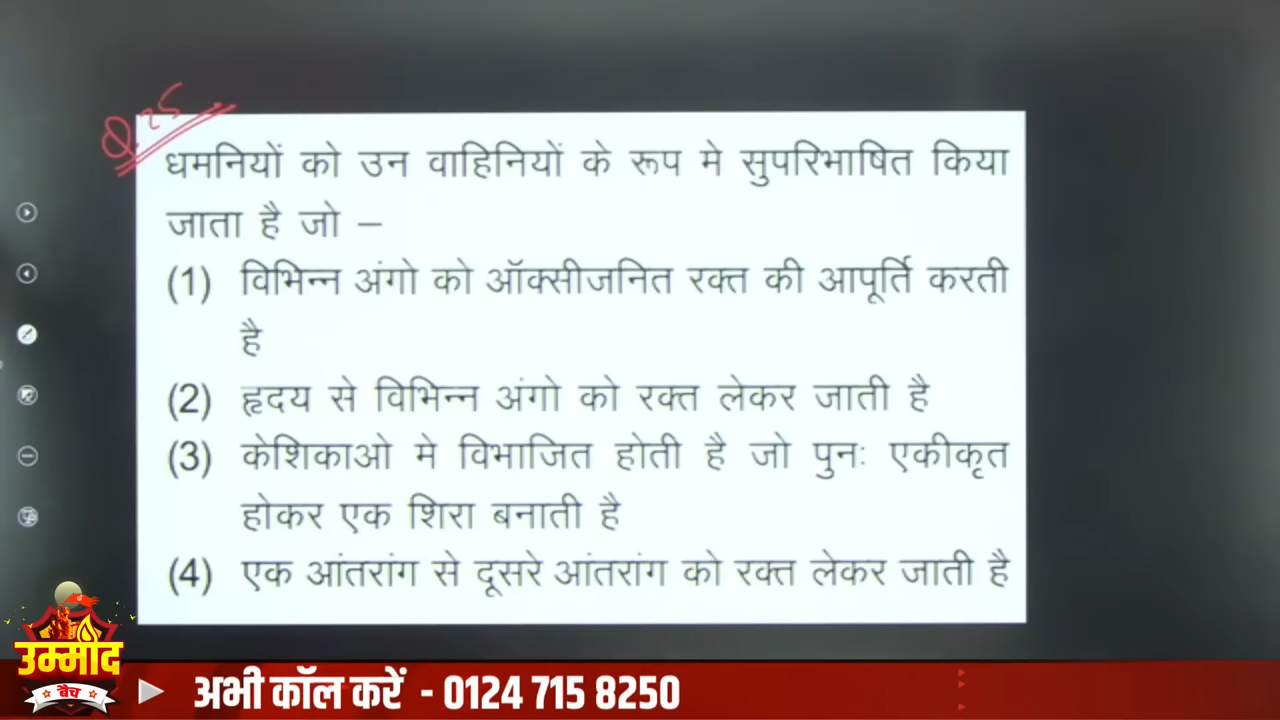 Q.25
धमनियों को उन वाहिनियों के रूप मे सुपरिभाषित किया
जाता है जो –
(1) विभिन्न अंगो को ऑक्सीजनित रक्त की आपूर्ति करती
है
(2) हृदय से विभिन्न अंगो को रक्त लेकर जाती है
(3) केशिकाओ मे विभाजित होती है जो पुनः एकीकृत
होकर एक शिरा बनाती है
(4) एक आंतरांग से दूसरे आंतरांग को रक्त लेकर जाती है
उम्मीद
बैच
अभी कॉल करें - 0124 715 8250